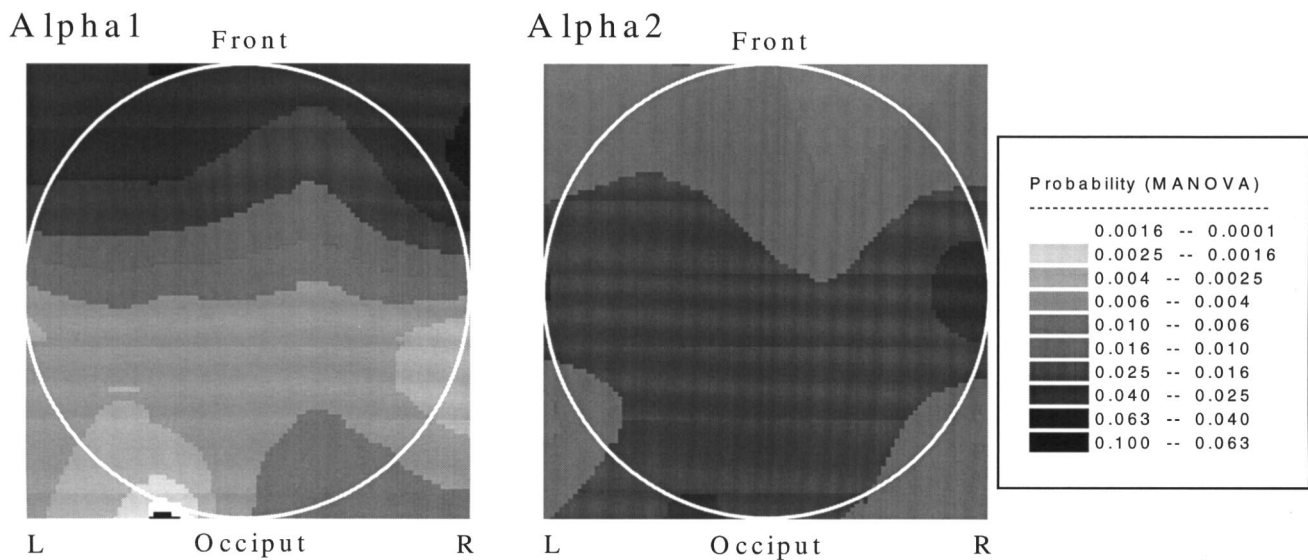 Alpha1
Front
L
Occiput
R
Alpha2
Front
L
Occiput
R
Probability (MANOVA)
------------------------------
0.0016 -- 0.0001
0.0025 -- 0.0016
0.004 -- 0.0025
0.006 -- 0.004
0.010 -- 0.006
0.016 -- 0.010
0.025 -- 0.016
0.040 -- 0.025
0.063 -- 0.040
0.100 -- 0.063